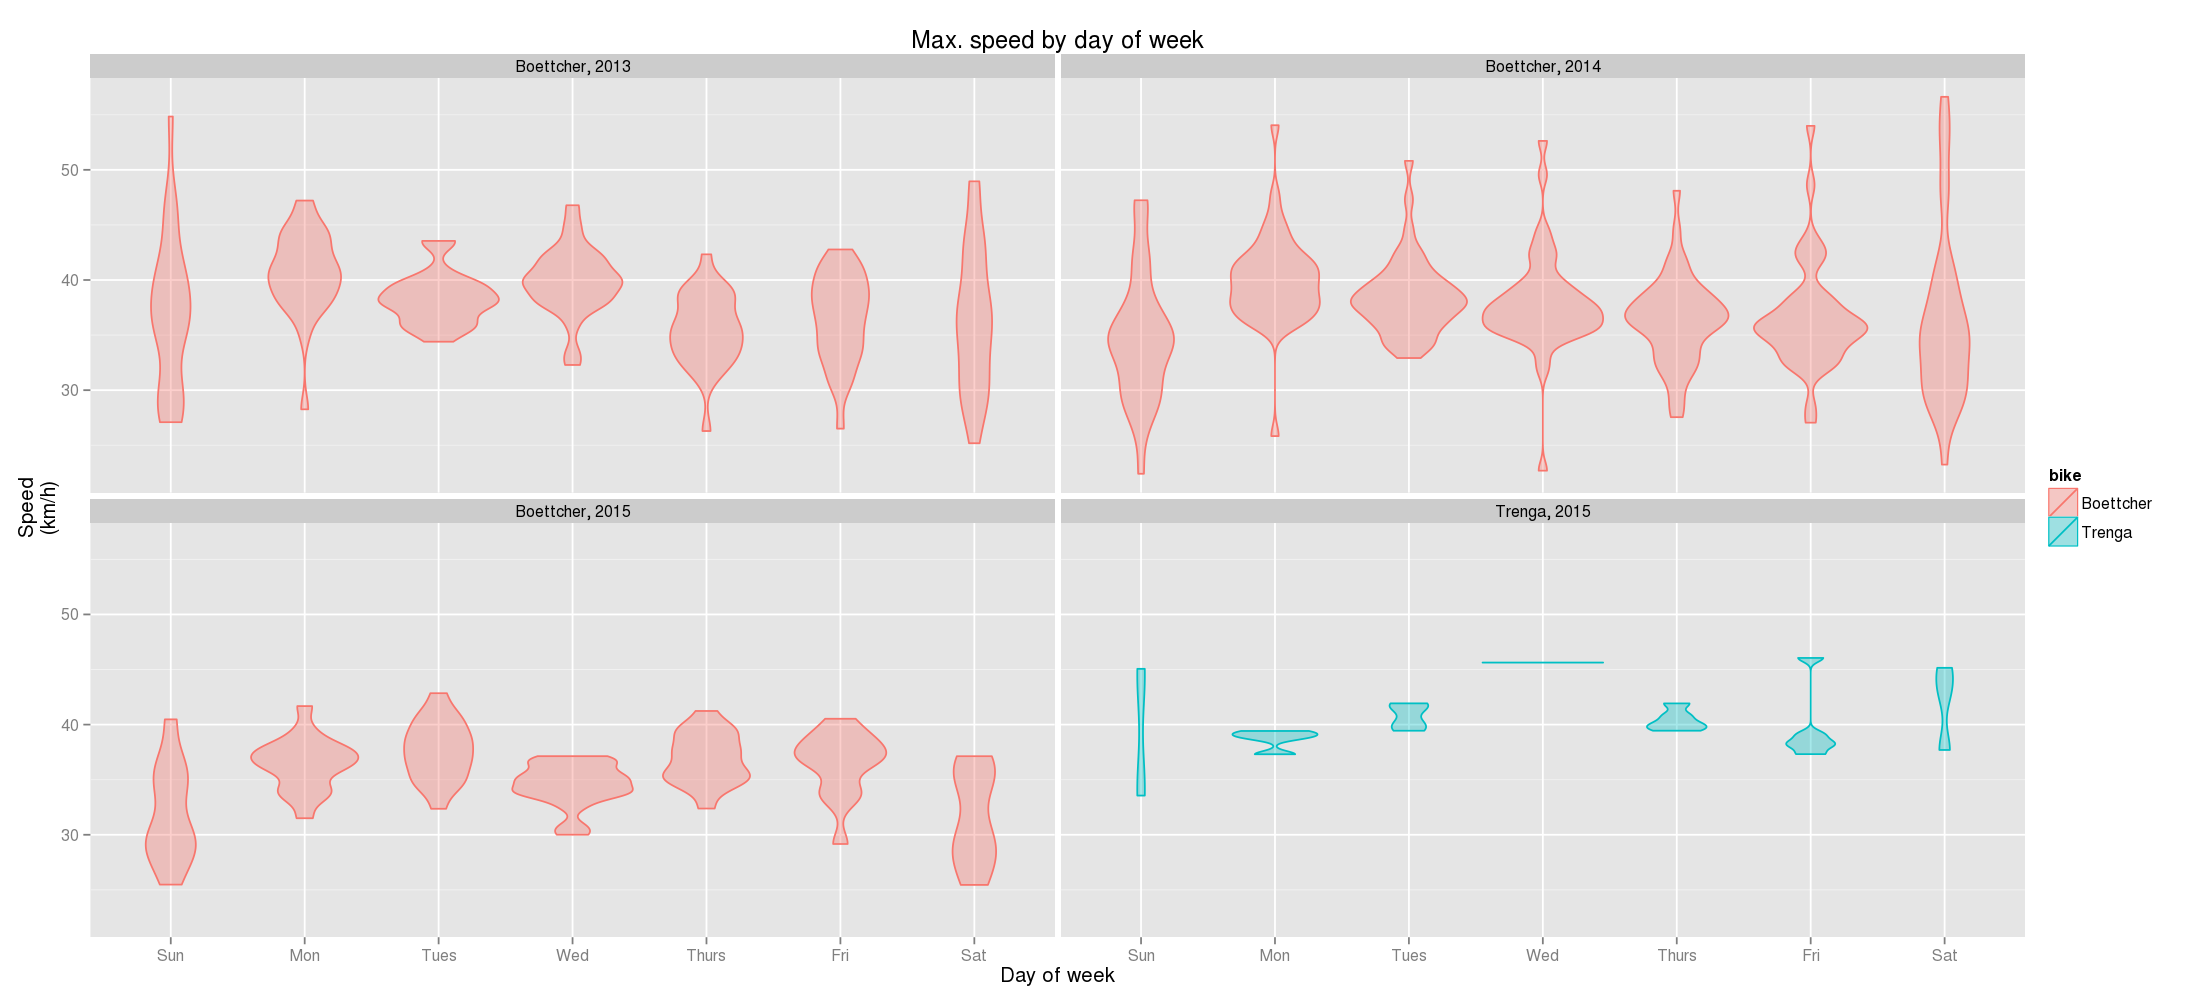 Max. speed by day of week
Boettcher, 2013
Boettcher, 2014
50
40
30
Boettcher, 2015
Trenga, 2015
50
40
30
Speed
(km/h)
Sun Mon Tues Wed Thurs Fri Sat
Sun Mon Tues Wed Thurs Fri Sat
Day of week
bike
Boettcher
Trenga